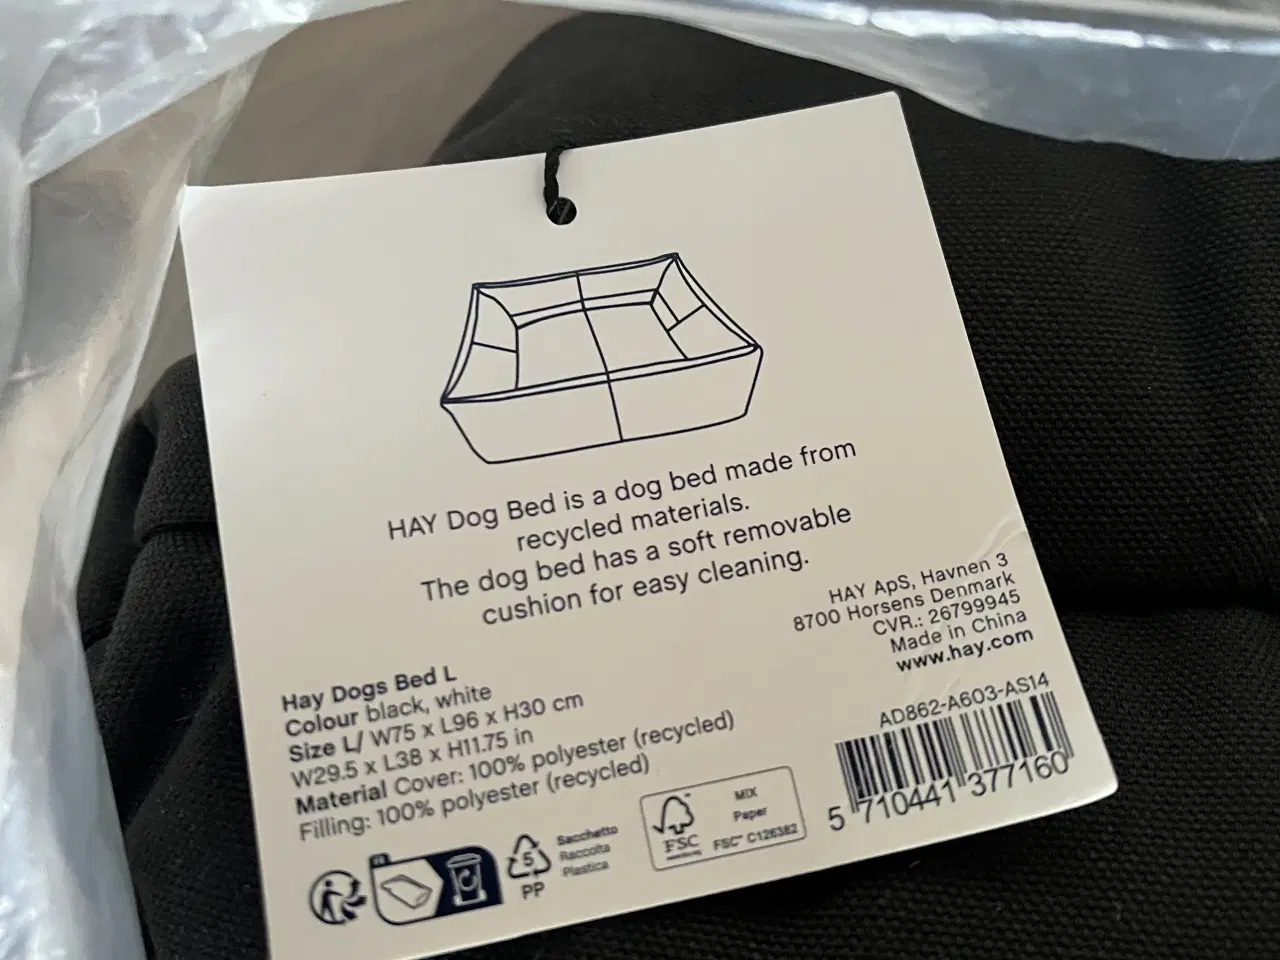 HAY Dog Bed is a dog bed made from
recycled materials.
The dog bed has a soft removable
cushion for easy cleaning.
HAY ApS, Havnen 3
8700 Horsens Denmark
CVR.: 26799945
Made in China
www.hay.com
Hay Dogs Bed L
Colour black, white
Size L/ W75 x L96 x H30 cm
W29.5 x L38 x H11.75 in
Material Cover: 100% polyester (recycled)
Filling: 100% polyester (recycled)
AD862-A603-AS14
5 710441 377160
5
PP
Sacchetto
Raccolta
Plastica
FSC
MIX
Paper
FSC™ C126382